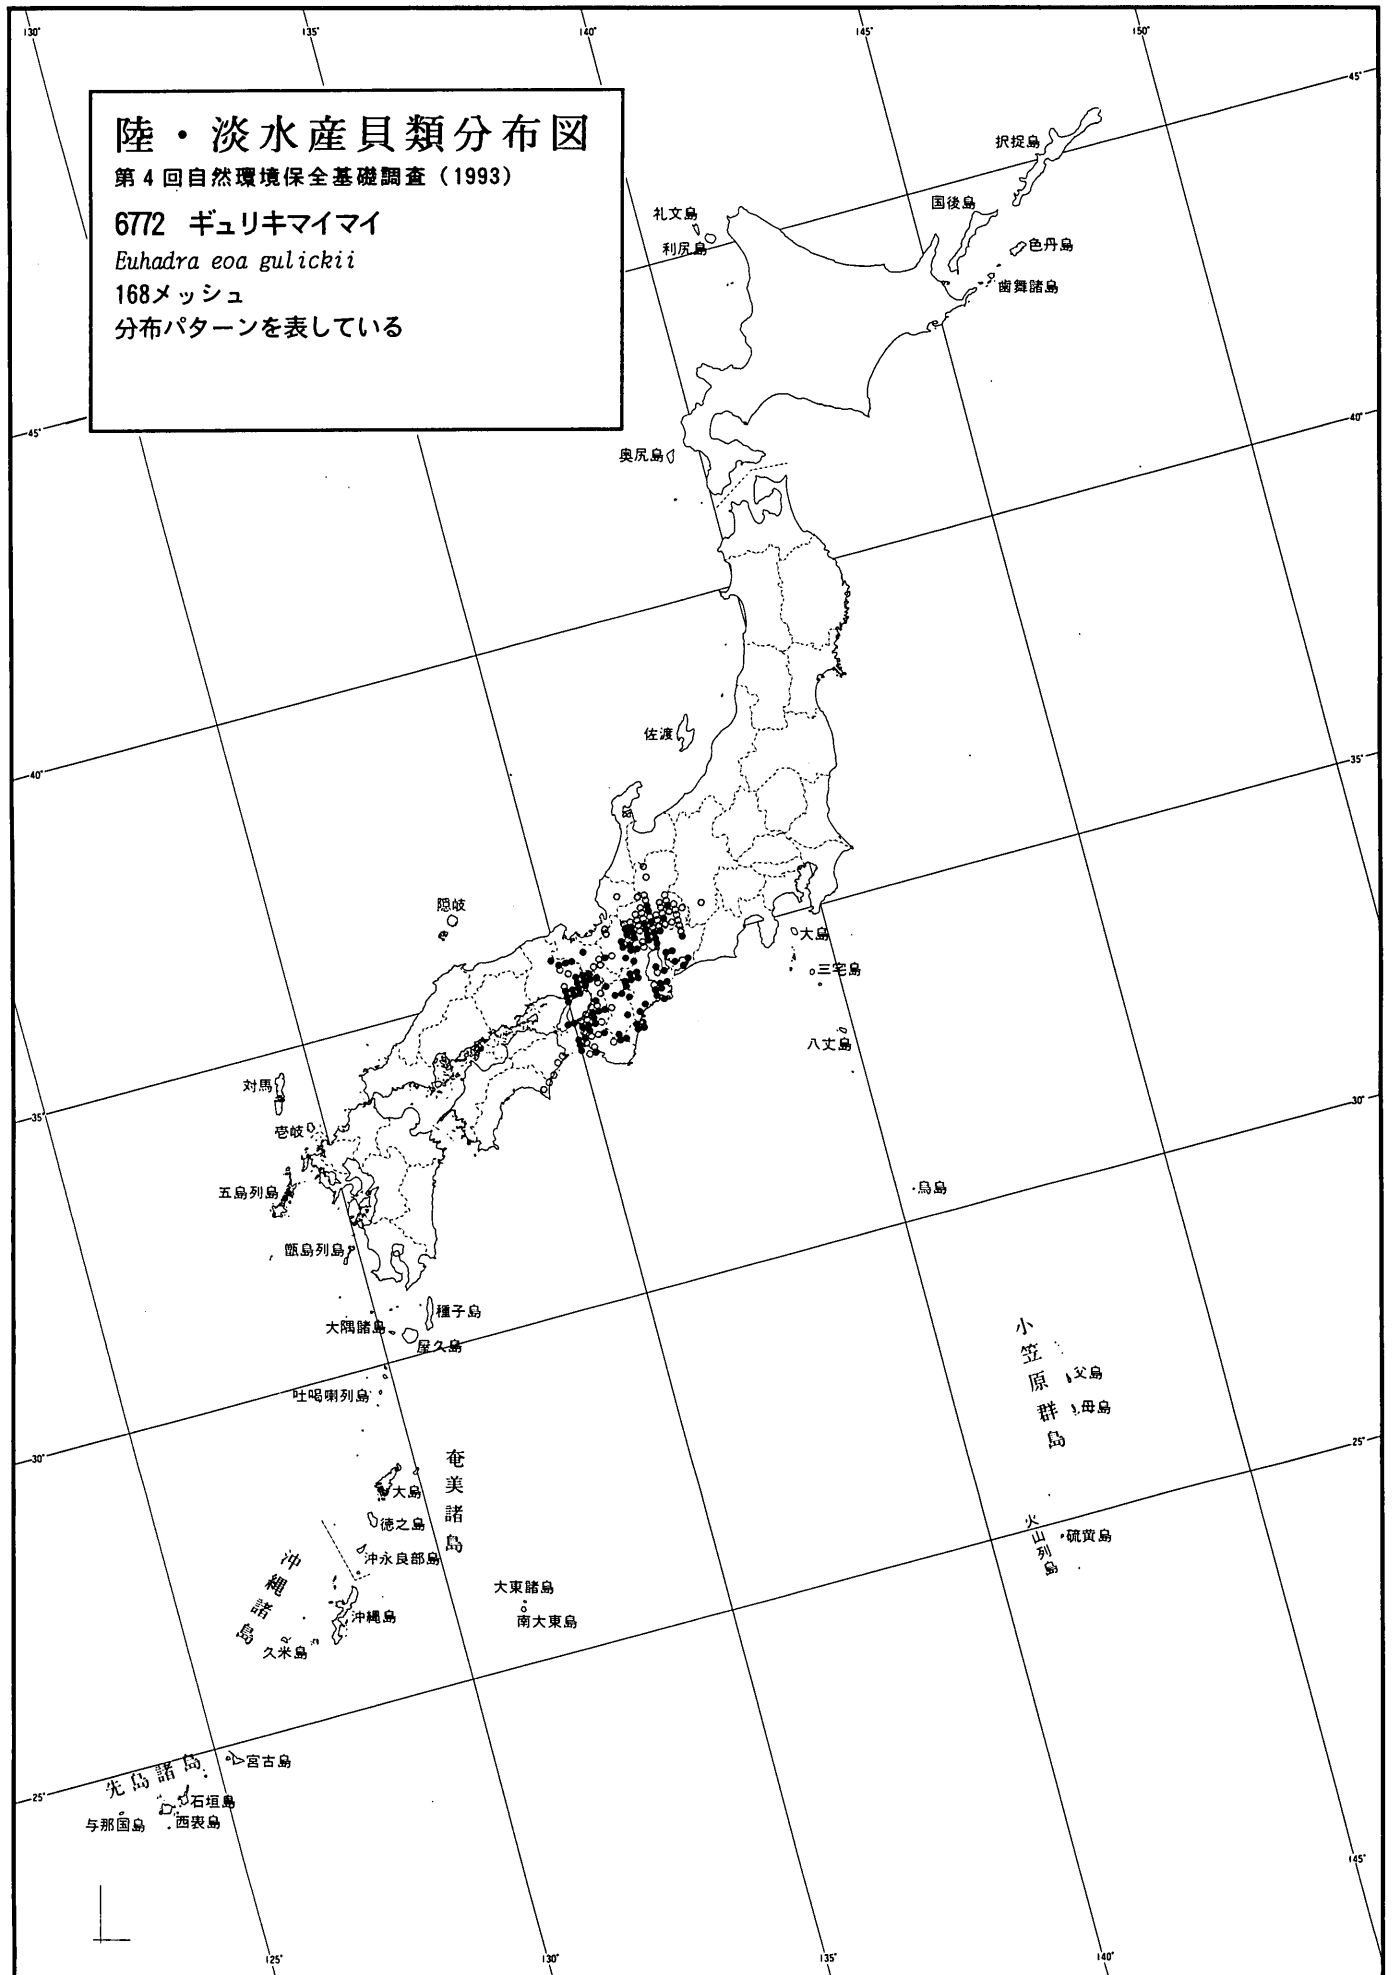 130°
135°
140°
145°
150°
陸・淡水産貝類分布図
第4回自然環境保全基礎調査（1993）
6772 ギュリキマイマイ
Euhadra eoa gulickii
168メッシュ
分布パターンを表している
45°
択捉島
国後島
礼文島
利尻島
色丹島
歯舞諸島
45°
40°
奥尻島
佐渡
40°
35°
隠岐
大島
三宅島
八丈島
対馬
35°
壱岐
30°
五島列島
鳥島
甑島列島
種子島
大隅諸島
屋久島
吐噶喇列島
小笠原群島
父島
母島
30°
25°
奄美諸島
大島
徳之島
沖永良部島
火山列島
硫黄島
沖縄諸島
沖縄島
久米島
大東諸島
南大東島
先島諸島
宮古島
25°
石垣島
与那国島
西表島
145°
125°
130°
135°
140°